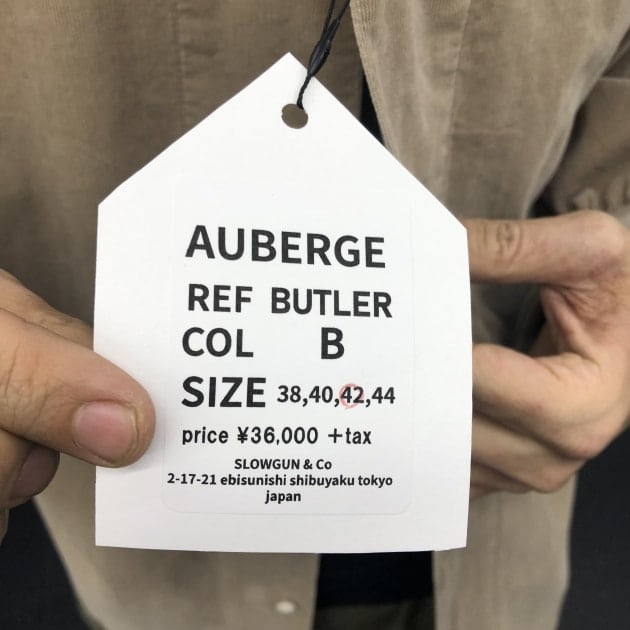 AUBERGE
REF BUTLER
COL B
SIZE 38,40,42,44
price ¥36,000 +tax
SLOWGUN & Co
2-17-21 ebisunishi shibuyaku tokyo
japan